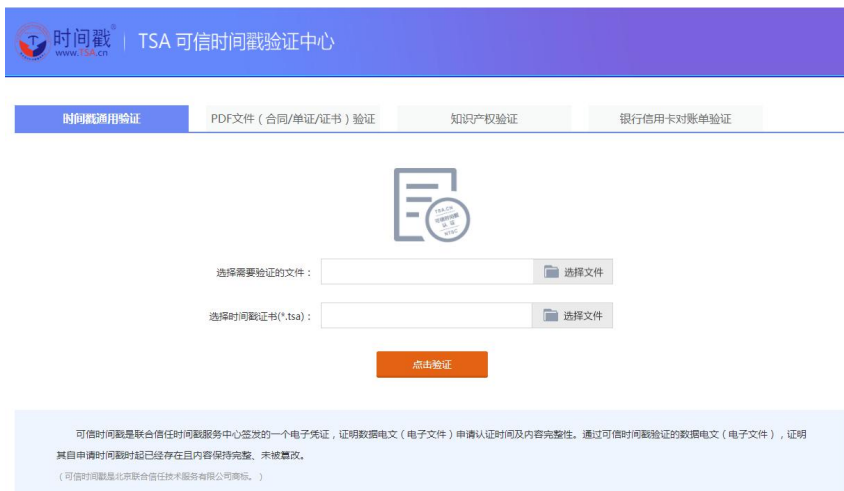 时间戳®
www.TSA.cn
TSA 可信时间戳验证中心
时间戳通用验证
PDF文件（合同/单证/证书）验证
知识产权验证
银行信用卡对账单验证
TSA.CN
可信时间戳
认 证
NTSC
选择需要验证的文件：
选择文件
选择时间戳证书(*.tsa)：
选择文件
点击验证
可信时间戳是联合信任时间戳服务中心签发的一个电子凭证，证明数据电文（电子文件）申请认证时间及内容完整性。通过可信时间戳验证的数据电文（电子文件），证明
其自申请时间戳时起已经存在且内容保持完整、未被篡改。
（可信时间戳是北京联合信任技术服务有限公司商标。）